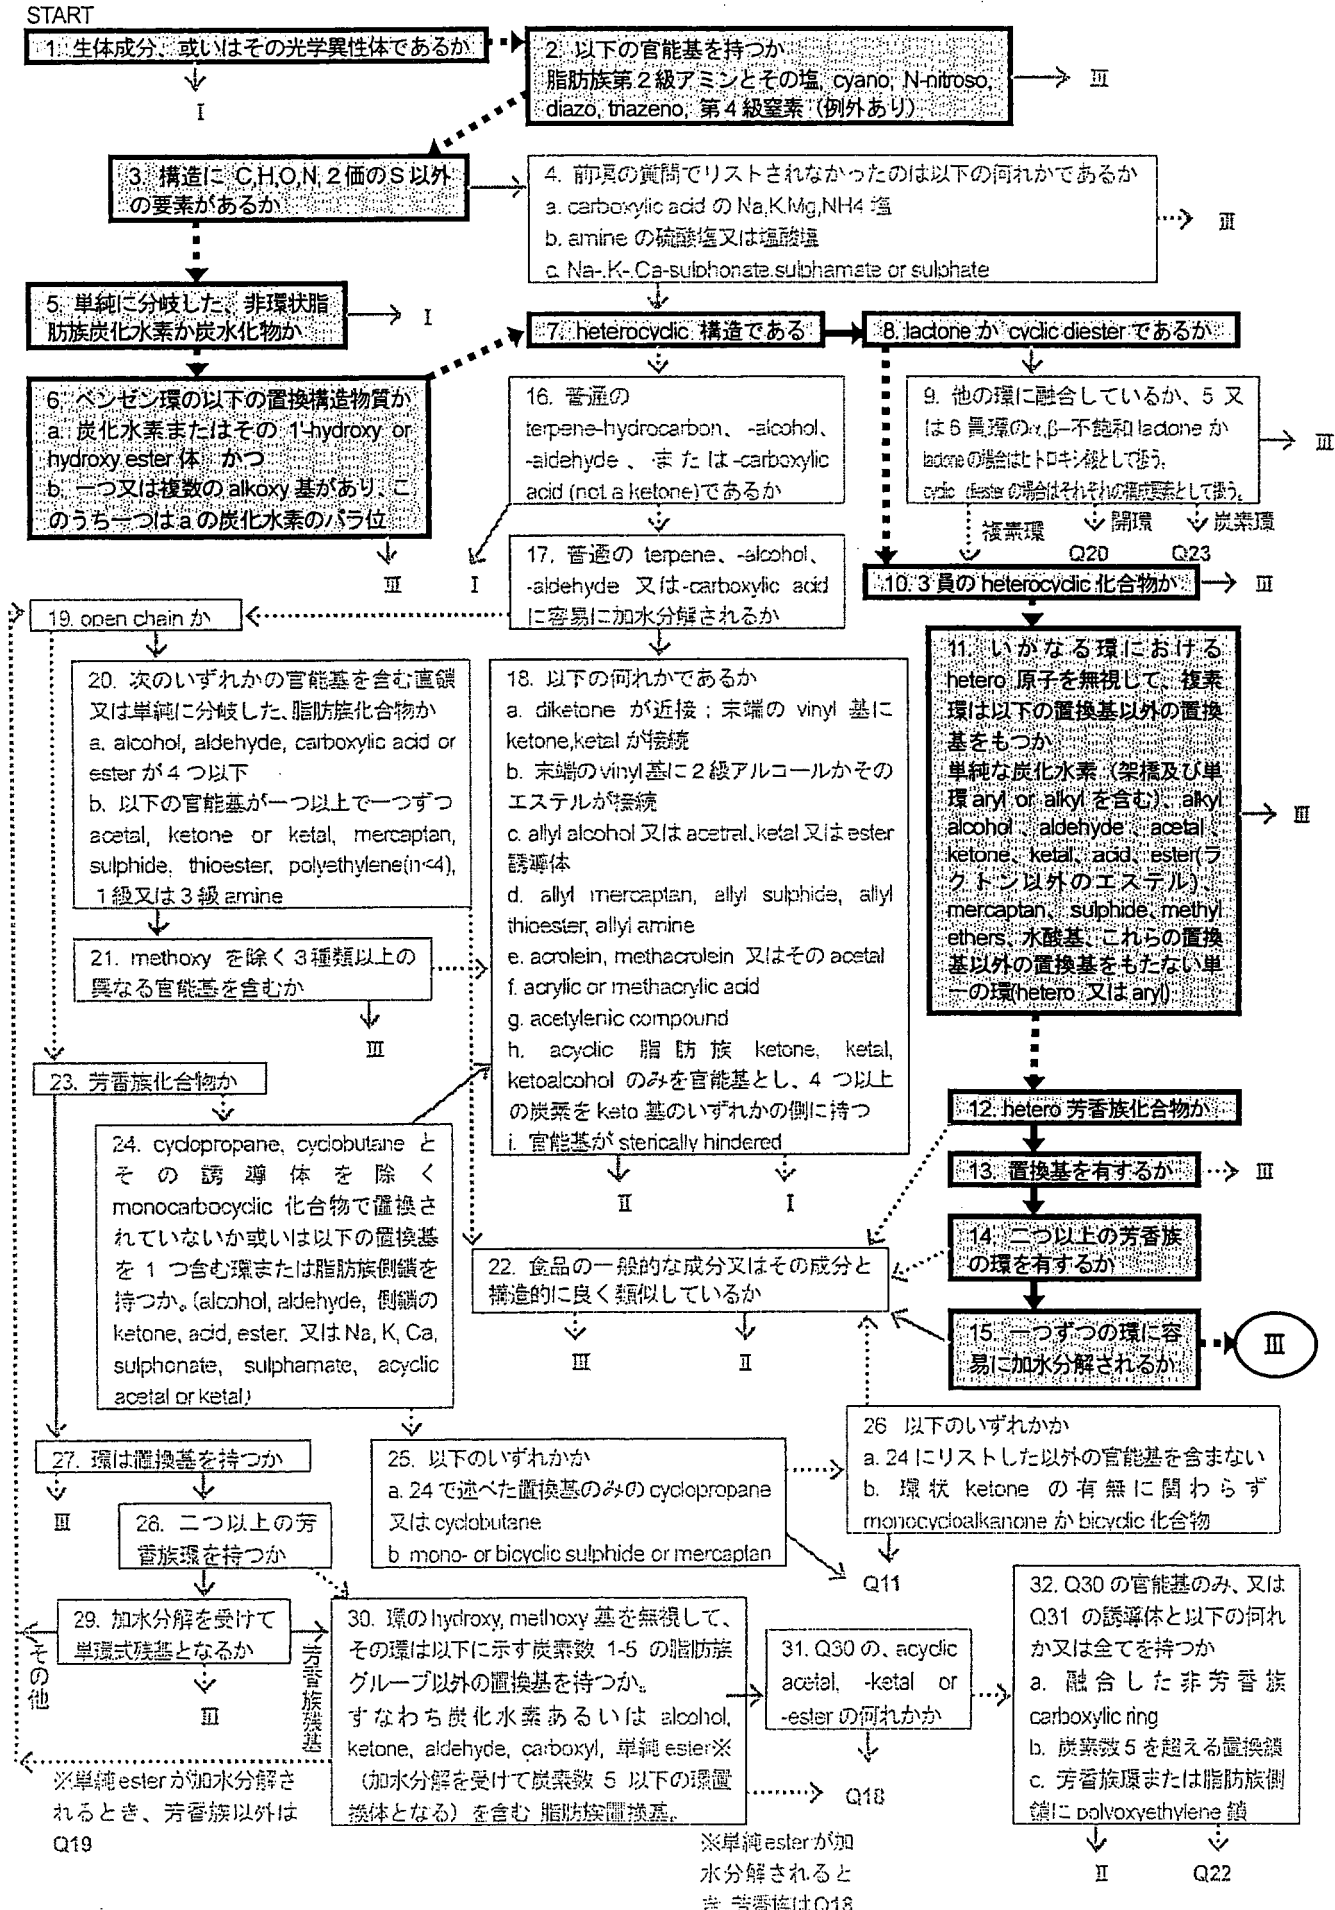 START
1. 生体成分、或いはその光学異性体であるか
I
2. 以下の官能基を持つか
脂肪族第2級アミンとその塩, cyano, N-nitroso,
diazo, triazeno, 第4級窒素（例外あり）
III
3. 構造に C,H,O,N, 2価のS以外
の要素があるか
4. 前項の質問でリストされなかったのは以下の何れかであるか
a. carboxylic acid の Na,K,Mg,NH4 塩
b. amine の硫酸塩又は塩酸塩
c. Na-,K-,Ca-sulphonate,sulphamate or sulphate
III
5. 単純に分岐した、非環状脂
肪族炭化水素か炭水化物か
I
6. ベンゼン環の以下の置換構造物質か
a. 炭化水素またはその 1'-hydroxy or
hydroxy ester 体 かつ
b. 一つ又は複数の alkoxy 基があり、こ
のうち一つは a の炭化水素のパラ位
III
7. heterocyclic 構造である
8. lactone か cyclic diester であるか
9. 他の環に融合しているか、5 又
は 6 員環のα,β-不飽和 lactone か
lactone の場合はヒドロキシ酸として扱う。
cyclic diester の場合はそれぞれの構成要素として扱う。
III
複素環
開環
炭素環
Q20
Q23
10. 3 員の heterocyclic 化合物か
III
11. いかなる環における
hetero 原子を無視して、複素
環は以下の置換基以外の置換
基をもつか
単純な炭化水素（架橋及び単
環 aryl or alkyl を含む）、alkyl
alcohol、aldehyde、acetal、
ketone、ketal、acid、ester(ラ
クトン以外のエステル)、
mercaptan、sulphide、methyl
ethers、水酸基、これらの置換
基以外の置換基をもたない単
一の環(hetero 又は aryl)
III
12. hetero 芳香族化合物か
13. 置換基を有するか
III
14. 二つ以上の芳香族
の環を有するか
15. 一つずつの環に容
易に加水分解されるか
III
16. 普通の
terpene-hydrocarbon、-alcohol、
-aldehyde、または-carboxylic
acid (not a ketone)であるか
I
17. 普通の terpene、-alcohol、
-aldehyde 又は-carboxylic acid
に容易に加水分解されるか
18. 以下の何れかであるか
a. diketone が近接；末端の vinyl 基に
ketone,ketal が接続
b. 末端のvinyl基に2級アルコールかその
エステルが接続
c. allyl alcohol 又は acetral,ketal 又は ester
誘導体
d. allyl mercaptan, allyl sulphide, allyl
thioester, allyl amine
e. acrolein, methacrolein 又はその acetal
f. acrylic or methacrylic acid
g. acetylenic compound
h. acyclic 脂肪族 ketone, ketal,
ketoalcohol のみを官能基とし、4 つ以上
の炭素を keto 基のいずれかの側に持つ
i. 官能基が sterically hindered
II
I
19. open chain か
20. 次のいずれかの官能基を含む直鎖
又は単純に分岐した、脂肪族化合物か
a. alcohol, aldehyde, carboxylic acid or
ester が 4 つ以下
b. 以下の官能基が一つ以上で一つずつ
acetal, ketone or ketal, mercaptan,
sulphide, thioester, polyethylene(n<4),
1 級又は 3 級 amine
21. methoxy を除く 3 種類以上の
異なる官能基を含むか
III
22. 食品の一般的な成分又はその成分と
構造的に良く類似しているか
III
II
23. 芳香族化合物か
24. cyclopropane, cyclobutane と
その誘導体を除く
monocarbocyclic 化合物で置換さ
れていないか或いは以下の置換基
を 1 つ含む環または脂肪族側鎖を
持つか。(alcohol, aldehyde, 側鎖の
ketone, acid, ester, 又は Na, K, Ca,
sulphonate, sulphamate, acyclic
acetal or ketal)
25. 以下のいずれかか
a. 24 で述べた置換基のみの cyclopropane
又は cyclobutane
b mono- or bicyclic sulphide or mercaptan
26 以下のいずれかか
a. 24 にリストした以外の官能基を含まない
b. 環状 ketone の有無に関わらず
monocycloalkanone か bicyclic 化合物
Q11
27. 環は置換基を持つか
III
28. 二つ以上の芳
香族環を持つか
29. 加水分解を受けて
単環式残基となるか
その他
芳香族残基
III
30. 環の hydroxy, methoxy 基を無視して、
その環は以下に示す炭素数 1-5 の脂肪族
グループ以外の置換基を持つか。
すなわち炭化水素あるいは alcohol,
ketone, aldehyde, carboxyl, 単純 ester※
（加水分解を受けて炭素数 5 以下の環置
換体となる）を含む 脂肪族置換基。
31. Q30 の、acyclic
acetal, -ketal or
-ester の何れかか
Q18
32. Q30 の官能基のみ、又は
Q31 の誘導体と以下の何れ
か又は全てを持つか
a. 融合した非芳香族
carboxylic ring
b. 炭素数 5 を超える置換鎖
c. 芳香族環または脂肪族側
鎖に polyoxyethylene 鎖
II
Q22
※単純 ester が加水分解さ
れるとき、芳香族以外は
Q19
※単純 ester が加
水分解されると
き 芳香族は Q18